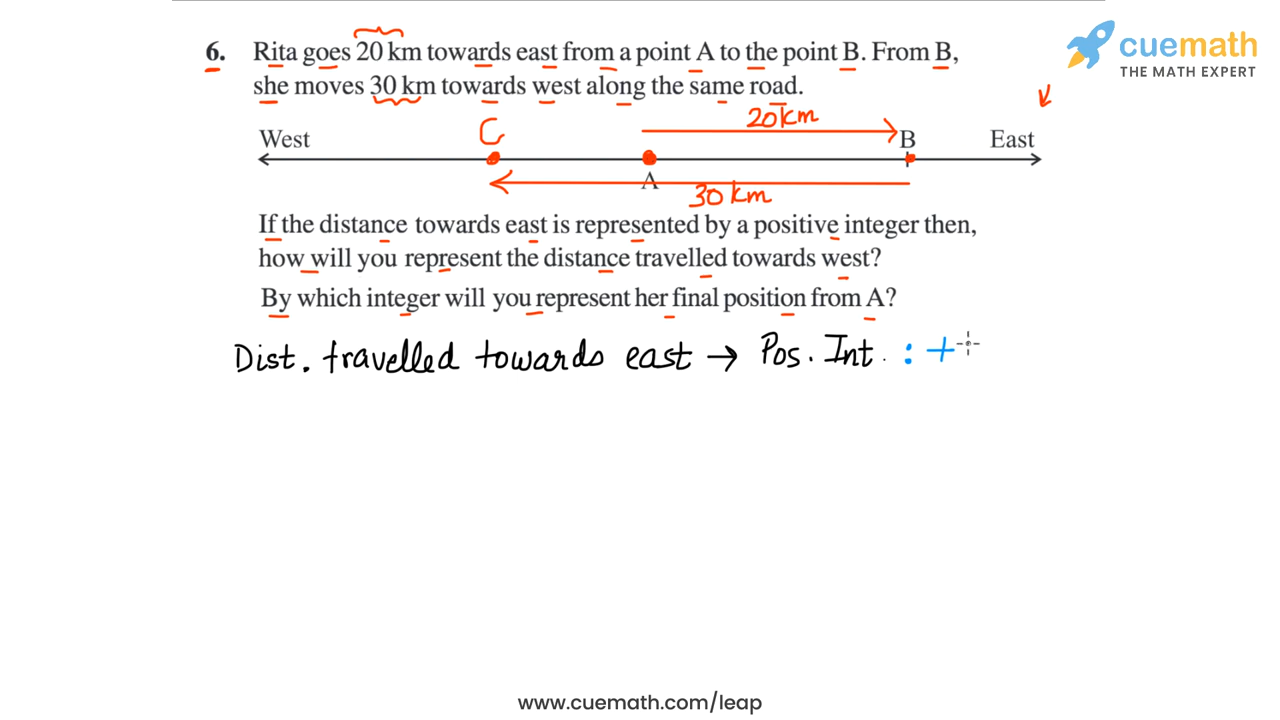 cuemath
THE MATH EXPERT
6. Rita goes 20 km towards east from a point A to the point B. From B,
she moves 30 km towards west along the same road.
20 km
West C B East
A
30 km
If the distance towards east is represented by a positive integer then,
how will you represent the distance travelled towards west?
By which integer will you represent her final position from A?
Dist. travelled towards east → Pos. Int. : +
www.cuemath.com/leap